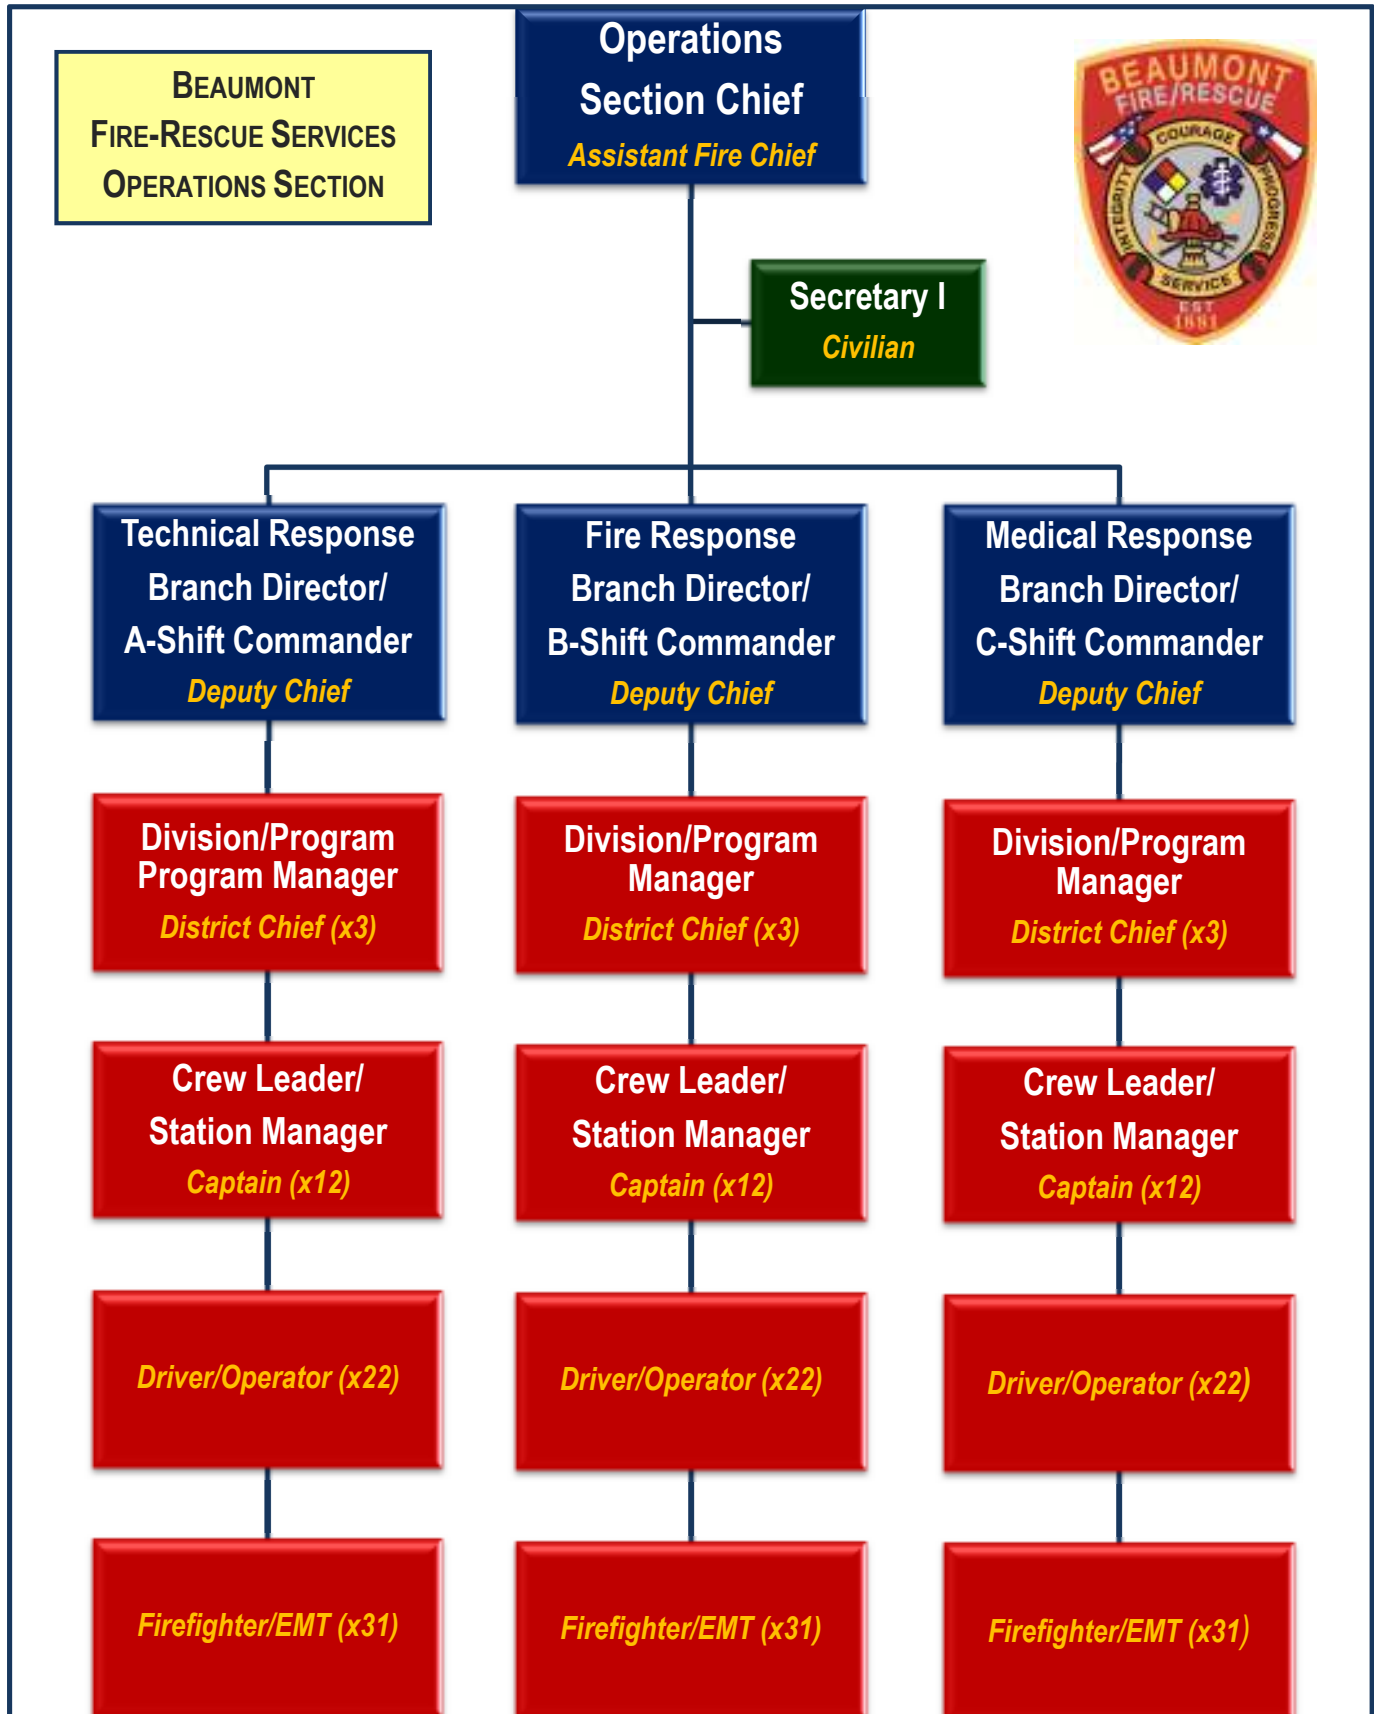 Operations
Section Chief
Assistant Fire Chief
BEAUMONT
FIRE-RESCUE SERVICES
OPERATIONS SECTION
BEAUMONT
FIRE/RESCUE
COURAGE
INTEGRITY
PROGRESS
SERVICE
EST
1881
Secretary I
Civilian
Technical Response
Branch Director/
A-Shift Commander
Deputy Chief
Fire Response
Branch Director/
B-Shift Commander
Deputy Chief
Medical Response
Branch Director/
C-Shift Commander
Deputy Chief
Division/Program
Program Manager
District Chief (x3)
Division/Program
Manager
District Chief (x3)
Division/Program
Manager
District Chief (x3)
Crew Leader/
Station Manager
Captain (x12)
Crew Leader/
Station Manager
Captain (x12)
Crew Leader/
Station Manager
Captain (x12)
Driver/Operator (x22)
Driver/Operator (x22)
Driver/Operator (x22)
Firefighter/EMT (x31)
Firefighter/EMT (x31)
Firefighter/EMT (x31)